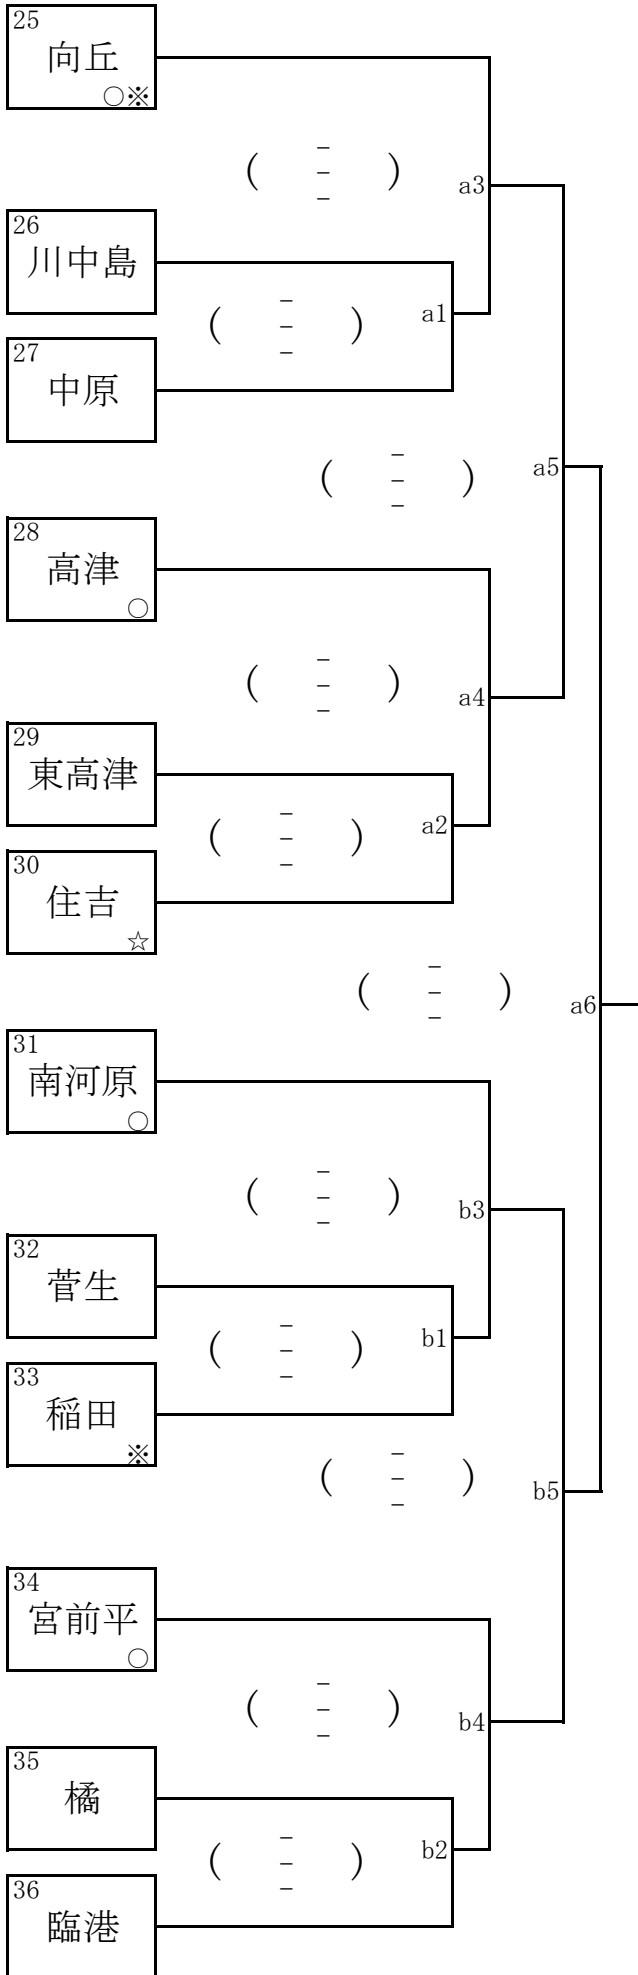 25
向丘
○※
( - - - )
a3
26
川中島
( - - - )
a1
27
中原
( - - - )
a5
28
高津
○
( - - - )
a4
29
東高津
( - - - )
a2
30
住吉
☆
( - - - )
a6
31
南河原
○
( - - - )
b3
32
菅生
( - - - )
b1
33
稲田
※
( - - - )
b5
34
宮前平
○
( - - - )
b4
35
橘
( - - - )
b2
36
臨港